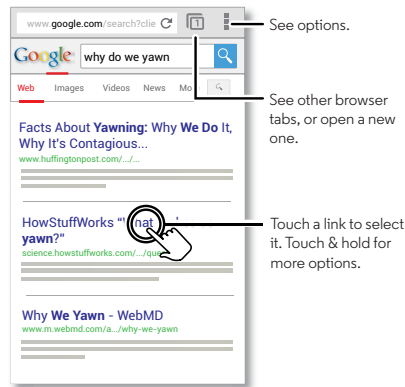 www.google.com/search?clie
1
See options.
Google
why do we yawn
Web Images Videos News Mo
See other browser
tabs, or open a new
one.
Facts About Yawning: Why We Do It,
Why It's Contagious...
www.huffingtonpost.com/.../...
HowStuffWorks "What
yawn?"
science.howstuffworks.com/.../que
Touch a link to select
it. Touch & hold for
more options.
Why We Yawn - WebMD
www.m.webmd.com/a.../why-we-yawn